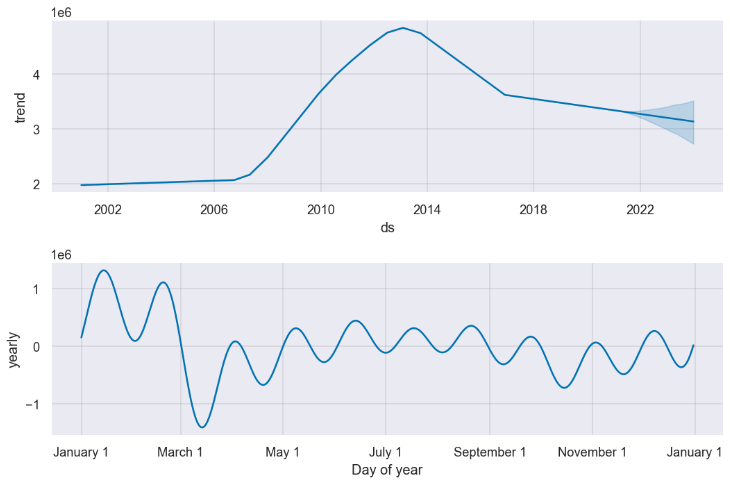 1e6
4
3
2
trend
2002 2006 2010 2014 2018 2022
ds
1e6
1
0
−1
yearly
January 1 March 1 May 1 July 1 September 1 November 1 January 1
Day of year